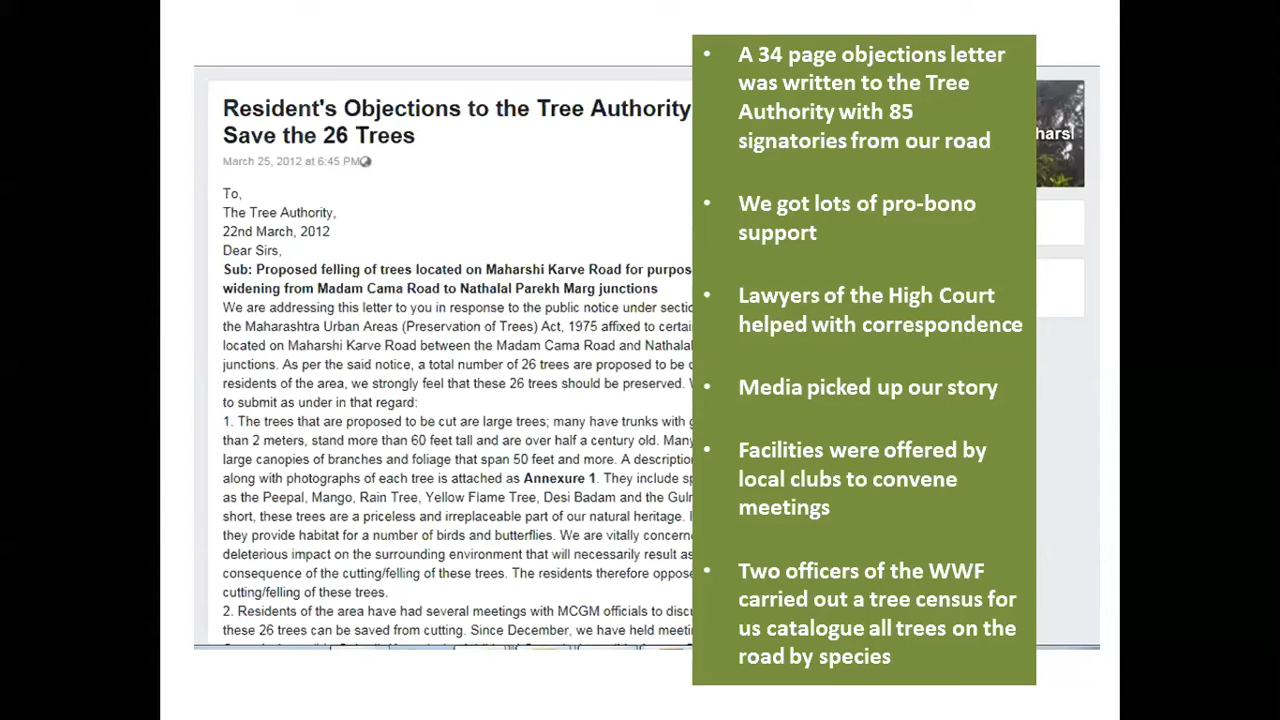 Resident's Objections to the Tree Authority
Save the 26 Trees
March 25, 2012 at 6:45 PM
To,
The Tree Authority,
22nd March, 2012
Dear Sirs,
Sub: Proposed felling of trees located on Maharshi Karve Road for
widening from Madam Cama Road to Nathalal Parekh Marg junctions
We are addressing this letter to you in response to the public notice under
the Maharashtra Urban Areas (Preservation of Trees) Act, 1975 affixed to
located on Maharshi Karve Road between the Madam Cama Road and
junctions. As per the said notice, a total number of 26 trees are proposed to be
residents of the area, we strongly feel that these 26 trees should be preserved.
to submit as under in that regard:
1. The trees that are proposed to be cut are large trees; many have trunks with
than 2 meters, stand more than 60 feet tall and are over half a century old. Many
large canopies of branches and foliage that span 50 feet and more. A
along with photographs of each tree is attached as Annexure 1. They include
as the Peepal, Mango, Rain Tree, Yellow Flame Tree, Desi Badam and the
short, these trees are a priceless and irreplaceable part of our natural heritage.
they provide habitat for a number of birds and butterflies. We are vitally
deleterious impact on the surrounding environment that will necessarily result
consequence of the cutting/felling of these trees. The residents therefore
cutting/felling of these trees.
2. Residents of the area have had several meetings with MCGM officials to
these 26 trees can be saved from cutting. Since December, we have held
• A 34 page objections letter
was written to the Tree
Authority with 85
signatories from our road
• We got lots of pro-bono
support
• Lawyers of the High Court
helped with correspondence
• Media picked up our story
• Facilities were offered by
local clubs to convene
meetings
• Two officers of the WWF
carried out a tree census for
us catalogue all trees on the
road by species